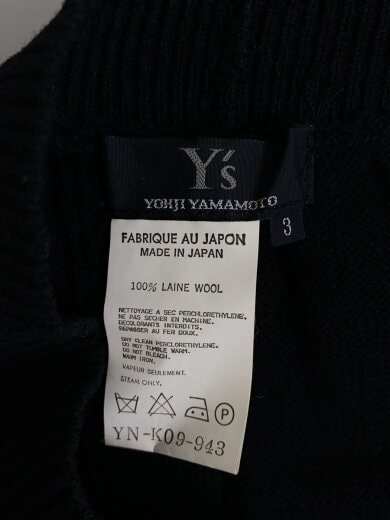 Y's
YOHJI YAMAMOTO
3
FABRIQUE AU JAPON
MADE IN JAPAN
100% LAINE WOOL
NETTOYAGE A SEC PERCHLORETHYLENE.
NE PAS SECHER EN MACHINE.
DECOLORANTS INTERDITS.
REPASSER AU FER DOUX.
DRY CLEAN PERCLORETHYLENE.
DO NOT TUMBLE WARM.
DO NOT BLEACH.
WARM IRON.
VAPEUR SEULEMENT.
STEAM ONLY.
P
YN-K09-943